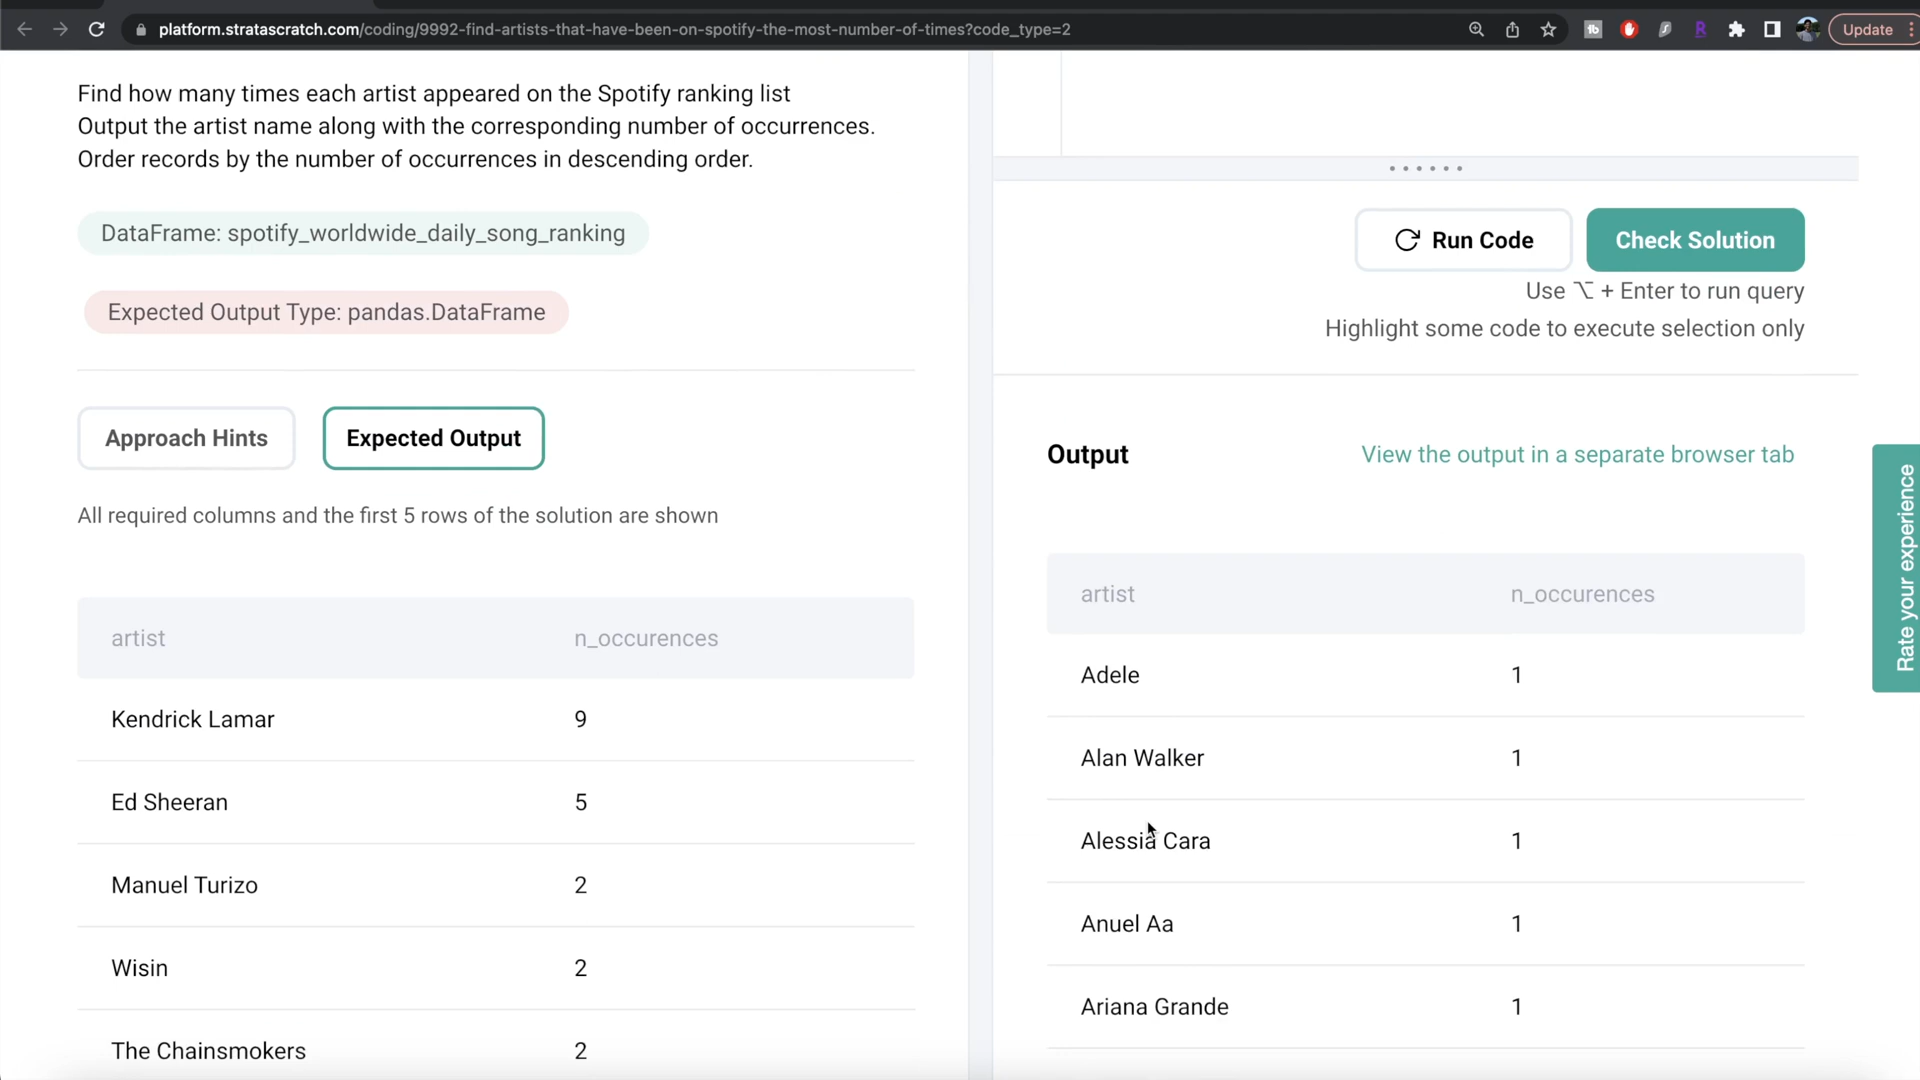 platform.stratascratch.com/coding/9992-find-artists-that-have-been-on-spotify-the-most-number-of-times?code_type=2
Update
Find how many times each artist appeared on the Spotify ranking list
Output the artist name along with the corresponding number of occurrences.
Order records by the number of occurrences in descending order.
DataFrame: spotify_worldwide_daily_song_ranking
Expected Output Type: pandas.DataFrame
Approach Hints
Expected Output
All required columns and the first 5 rows of the solution are shown
artist n_occurences
Kendrick Lamar 9
Ed Sheeran 5
Manuel Turizo 2
Wisin 2
The Chainsmokers 2
Run Code
Check Solution
Use ⌥ + Enter to run query
Highlight some code to execute selection only
Output
View the output in a separate browser tab
artist n_occurences
Adele 1
Alan Walker 1
Alessia Cara 1
Anuel Aa 1
Ariana Grande 1
Rate your experience